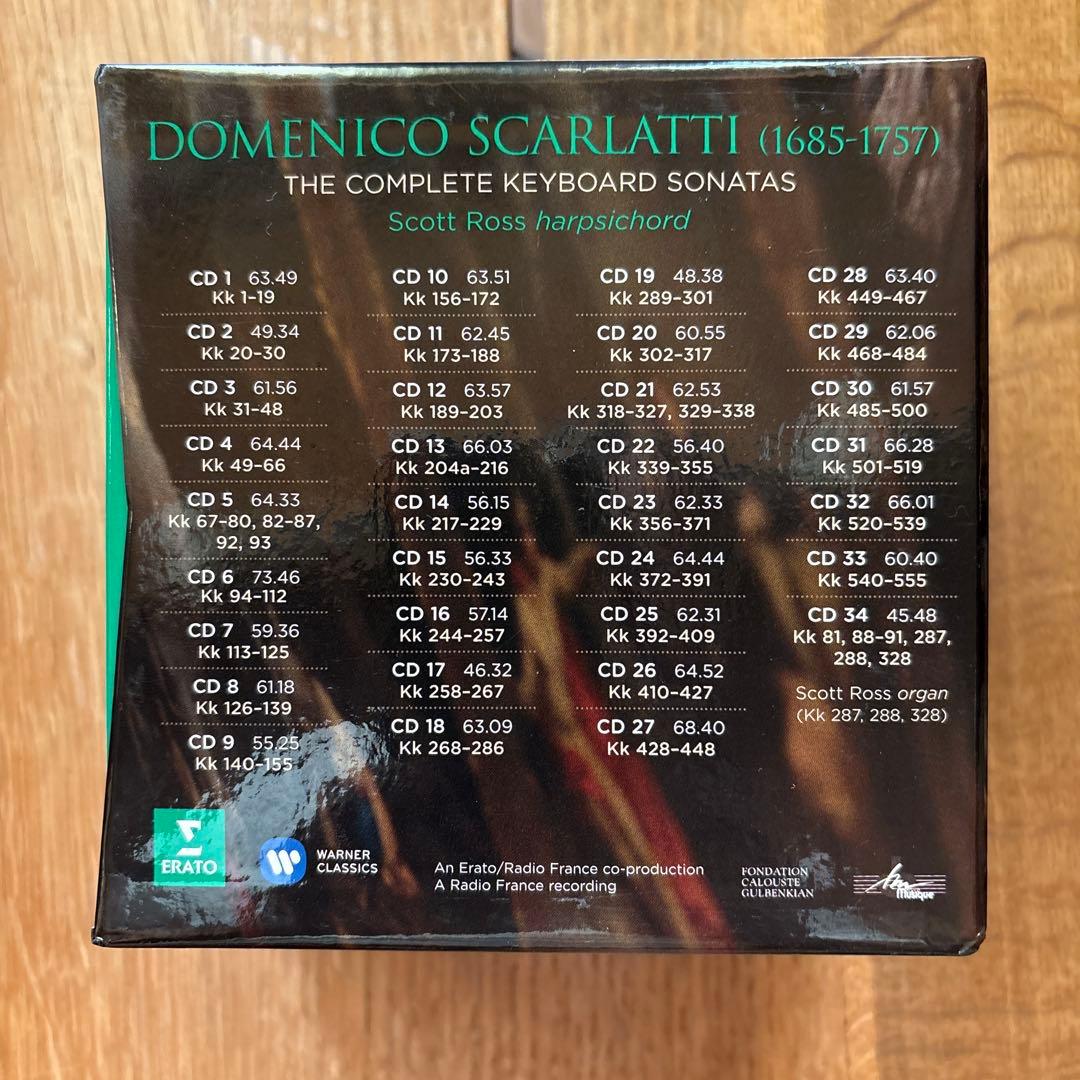 DOMENICO SCARLATTI (1685-1757)
THE COMPLETE KEYBOARD SONATAS
Scott Ross harpsichord
CD 1 63.49
Kk 1-19
CD 2 49.34
Kk 20-30
CD 3 61.56
Kk 31-48
CD 4 64.44
Kk 49-66
CD 5 64.33
Kk 67-80, 82-87,
92, 93
CD 6 73.46
Kk 94-112
CD 7 59.36
Kk 113-125
CD 8 61.18
Kk 126-139
CD 9 55.25
Kk 140-155
CD 10 63.51
Kk 156-172
CD 11 62.45
Kk 173-188
CD 12 63.57
Kk 189-203
CD 13 66.03
Kk 204a-216
CD 14 56.15
Kk 217-229
CD 15 56.33
Kk 230-243
CD 16 57.14
Kk 244-257
CD 17 46.32
Kk 258-267
CD 18 63.09
Kk 268-286
CD 19 48.38
Kk 289-301
CD 20 60.55
Kk 302-317
CD 21 62.53
Kk 318-327, 329-338
CD 22 56.40
Kk 339-355
CD 23 62.33
Kk 356-371
CD 24 64.44
Kk 372-391
CD 25 62.31
Kk 392-409
CD 26 64.52
Kk 410-427
CD 27 68.40
Kk 428-448
CD 28 63.40
Kk 449-467
CD 29 62.06
Kk 468-484
CD 30 61.57
Kk 485-500
CD 31 66.28
Kk 501-519
CD 32 66.01
Kk 520-539
CD 33 60.40
Kk 540-555
CD 34 45.48
Kk 81, 88-91, 287,
288, 328
Scott Ross organ
(Kk 287, 288, 328)
ERATO
WARNER
CLASSICS
An Erato/Radio France co-production
A Radio France recording
FONDATION
CALOUSTE
GULBENKIAN
musique